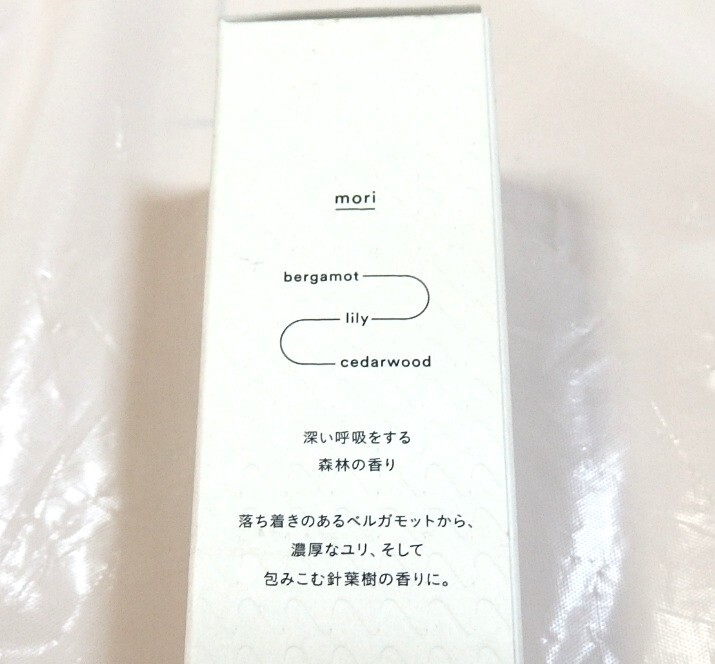 mori
bergamot
lily
cedarwood
深い呼吸をする
森林の香り
落ち着きのあるベルガモットから、
濃厚なユリ、そして
包みこむ針葉樹の香りに。